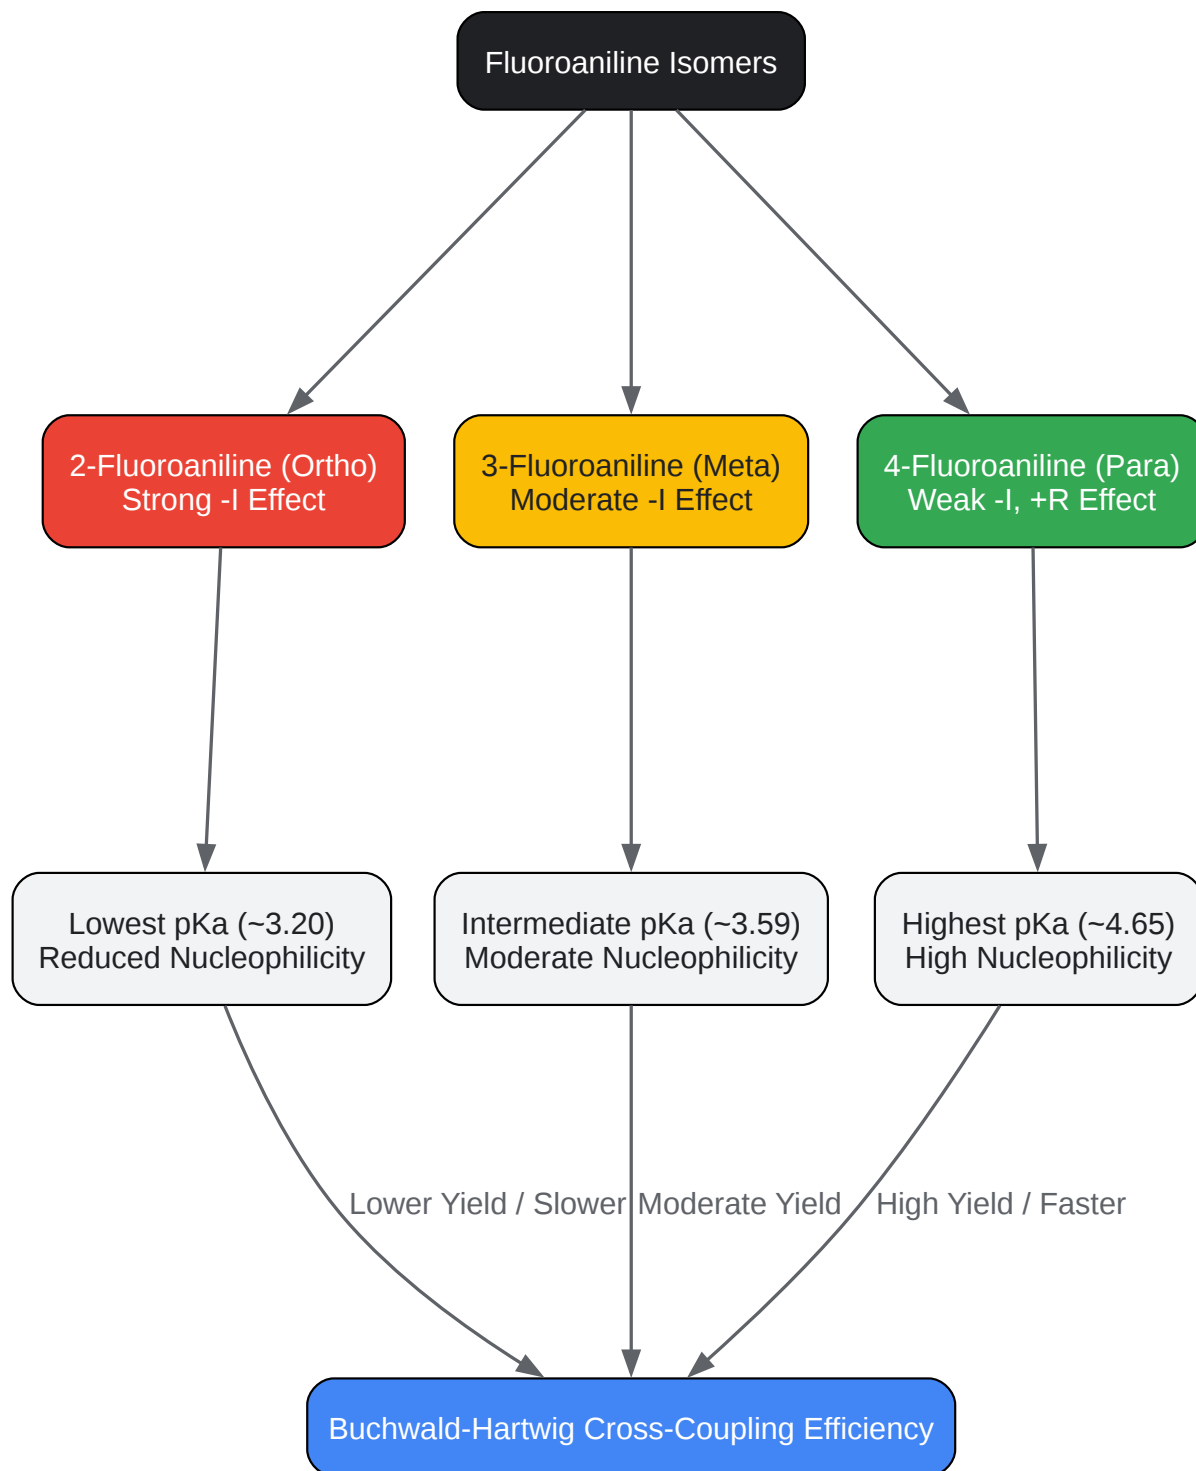 Fluoroaniline Isomers
2-Fluoroaniline (Ortho)
Strong -I Effect
3-Fluoroaniline (Meta)
Moderate -I Effect
4-Fluoroaniline (Para)
Weak -I, +R Effect
Lowest pKa (~3.20)
Reduced Nucleophilicity
Intermediate pKa (~3.59)
Moderate Nucleophilicity
Highest pKa (~4.65)
High Nucleophilicity
Lower Yield / Slower
Moderate Yield
High Yield / Faster
Buchwald-Hartwig Cross-Coupling Efficiency